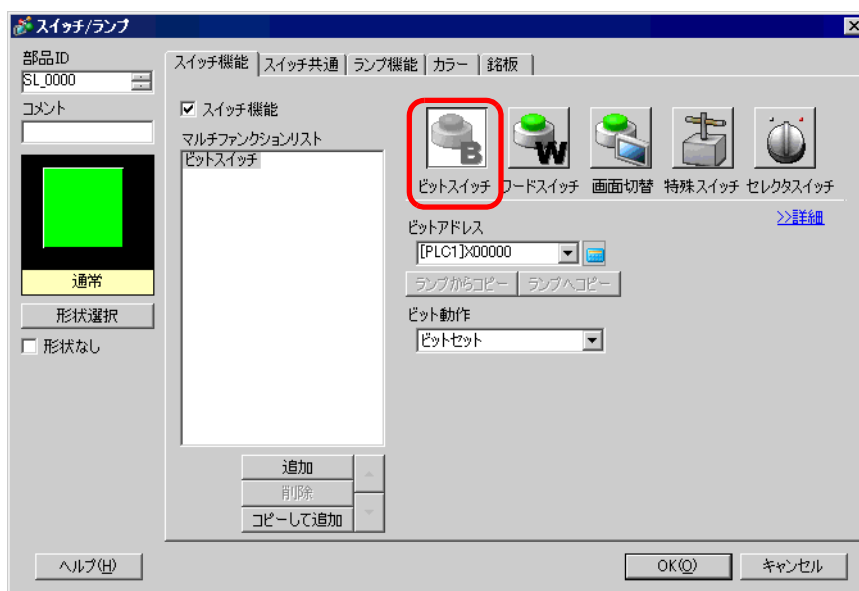 スイッチ/ランプ
部品ID
SL_0000
コメント
通常
形状選択
形状なし
スイッチ機能
スイッチ共通
ランプ機能
カラー
銘板
スイッチ機能
マルチファンクションリスト
ビットスイッチ
追加
削除
コピーして追加
B
W
ビットスイッチ
ワードスイッチ
画面切替
特殊スイッチ
セレクタスイッチ
>>詳細
ビットアドレス
[PLC1]X00000
ランプからコピー
ランプへコピー
ビット動作
ビットセット
ヘルプ(H)
OK(O)
キャンセル